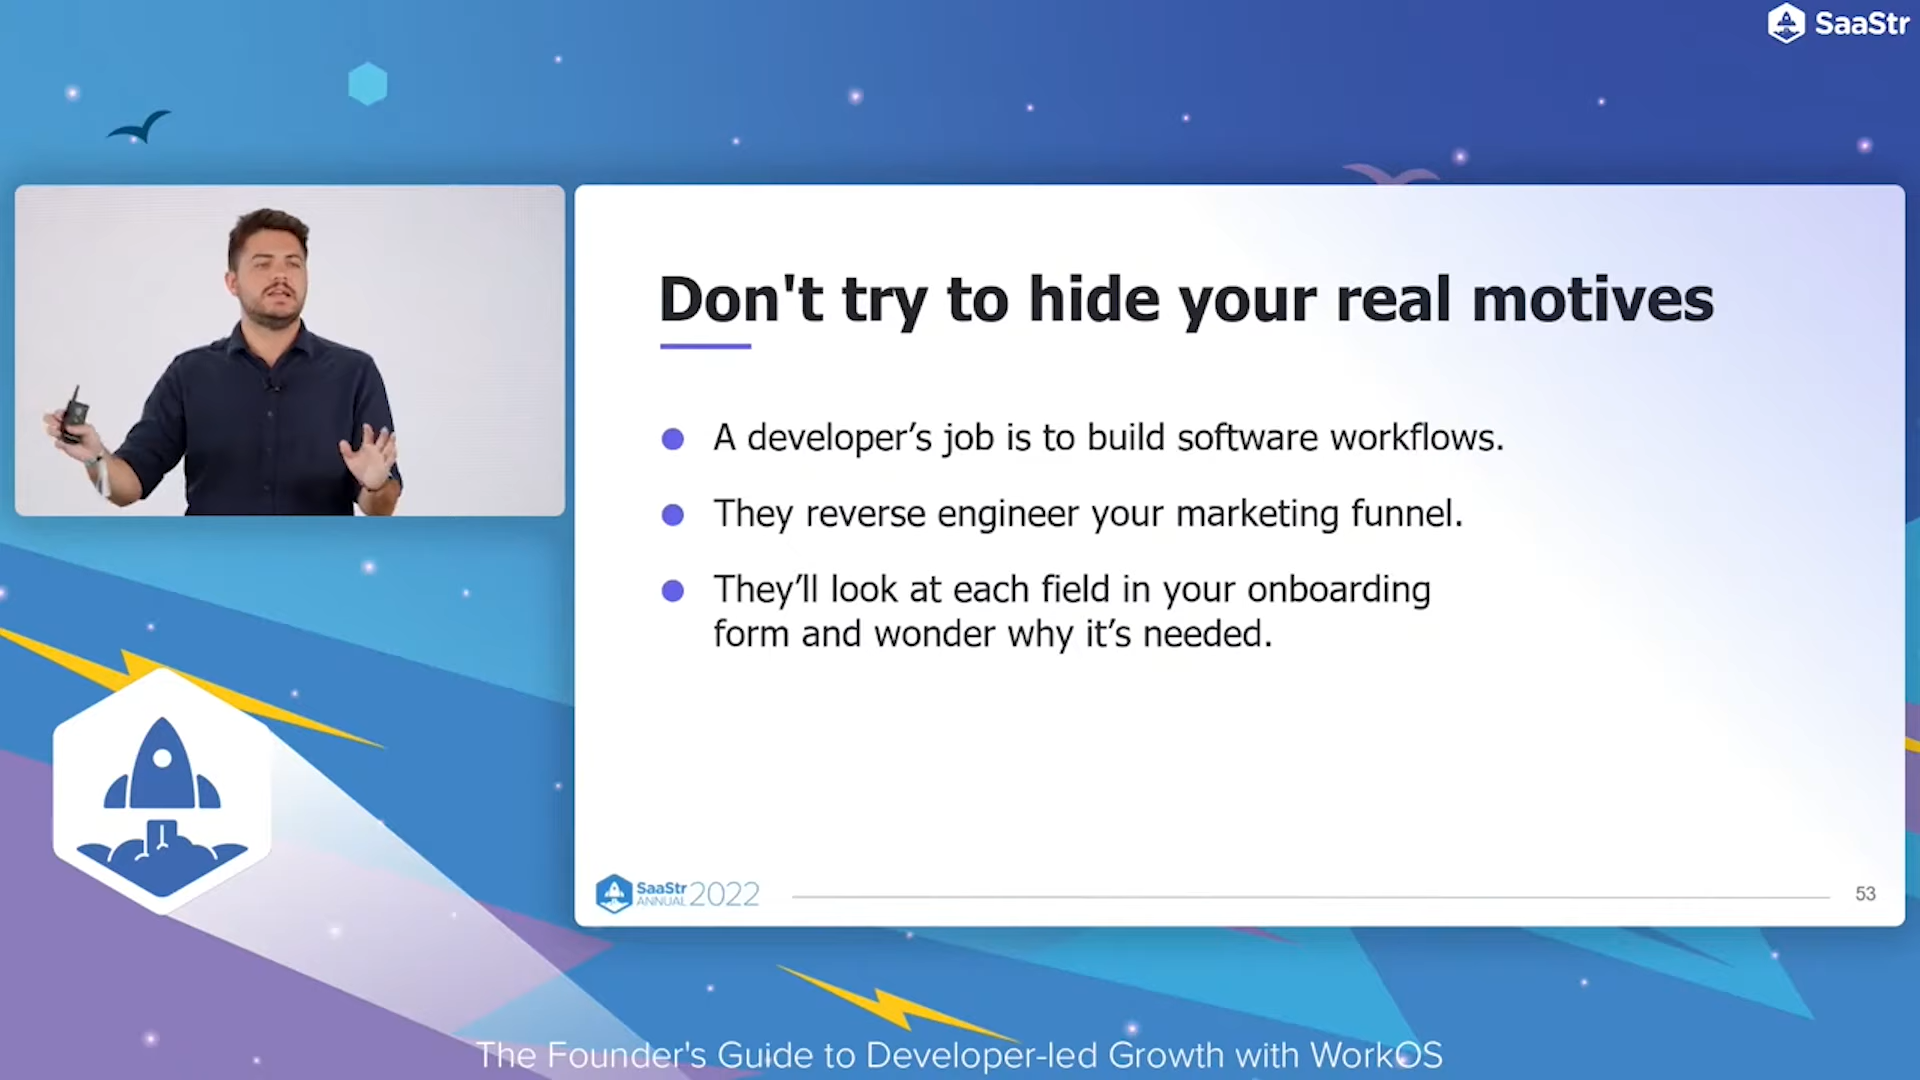 SaaStr
Don't try to hide your real motives
A developer’s job is to build software workflows.
They reverse engineer your marketing funnel.
They’ll look at each field in your onboarding
form and wonder why it’s needed.
SaaStr
ANNUAL 2022
53
The Founder's Guide to Developer-led Growth with WorkOS